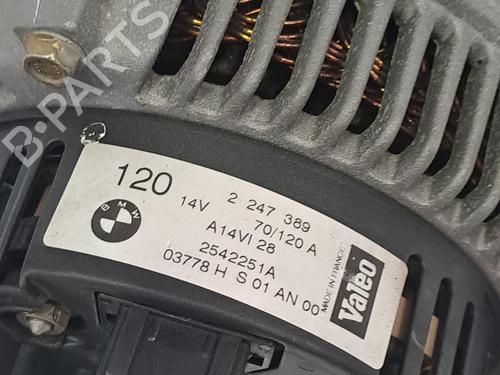 B-PARTS
120
2 247 389
14V 70/120 A
BMW
A14VI 28
2542251A
03778 H S 01 AN 00
MADE IN FRANCE
Valeo